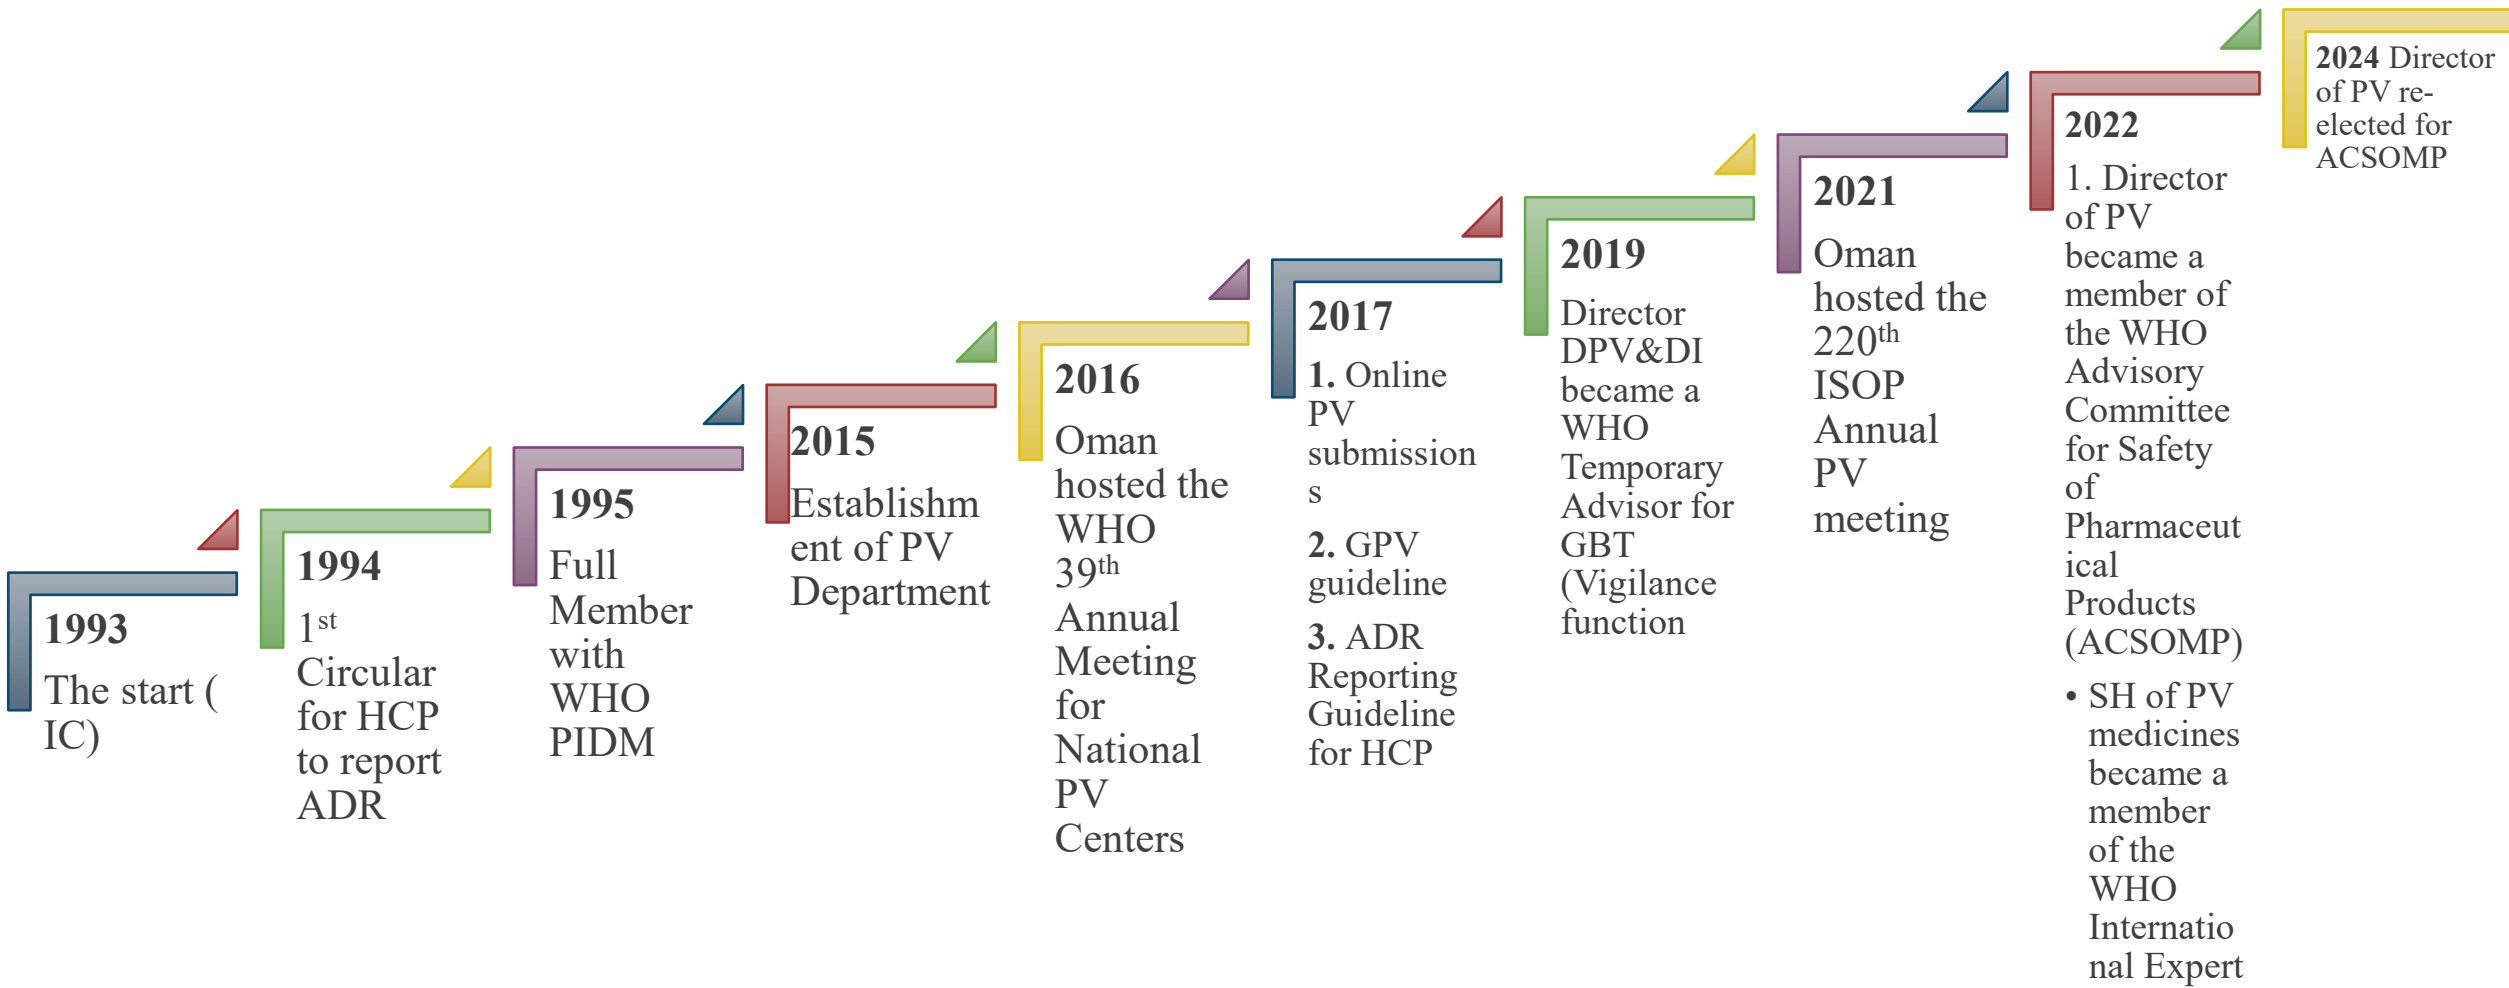 1993
The start (
IC)
1994
1st
Circular
for HCP
to report
ADR
1995
Full
Member
with
WHO
PIDM
2015
Establishm
ent of PV
Department
2016
Oman
hosted the
WHO
39th
Annual
Meeting
for
National
PV
Centers
2017
1. Online
PV
submission
s
2. GPV
guideline
3. ADR
Reporting
Guideline
for HCP
2019
Director
DPV&DI
became a
WHO
Temporary
Advisor for
GBT
(Vigilance
function
2021
Oman
hosted the
220th
ISOP
Annual
PV
meeting
2022
1. Director
of PV
became a
member of
the WHO
Advisory
Committee
for Safety
of
Pharmaceut
ical
Products
(ACSOMP)
• SH of PV
medicines
became a
member
of the
WHO
Internatio
nal Expert
2024 Director
of PV re-
elected for
ACSOMP